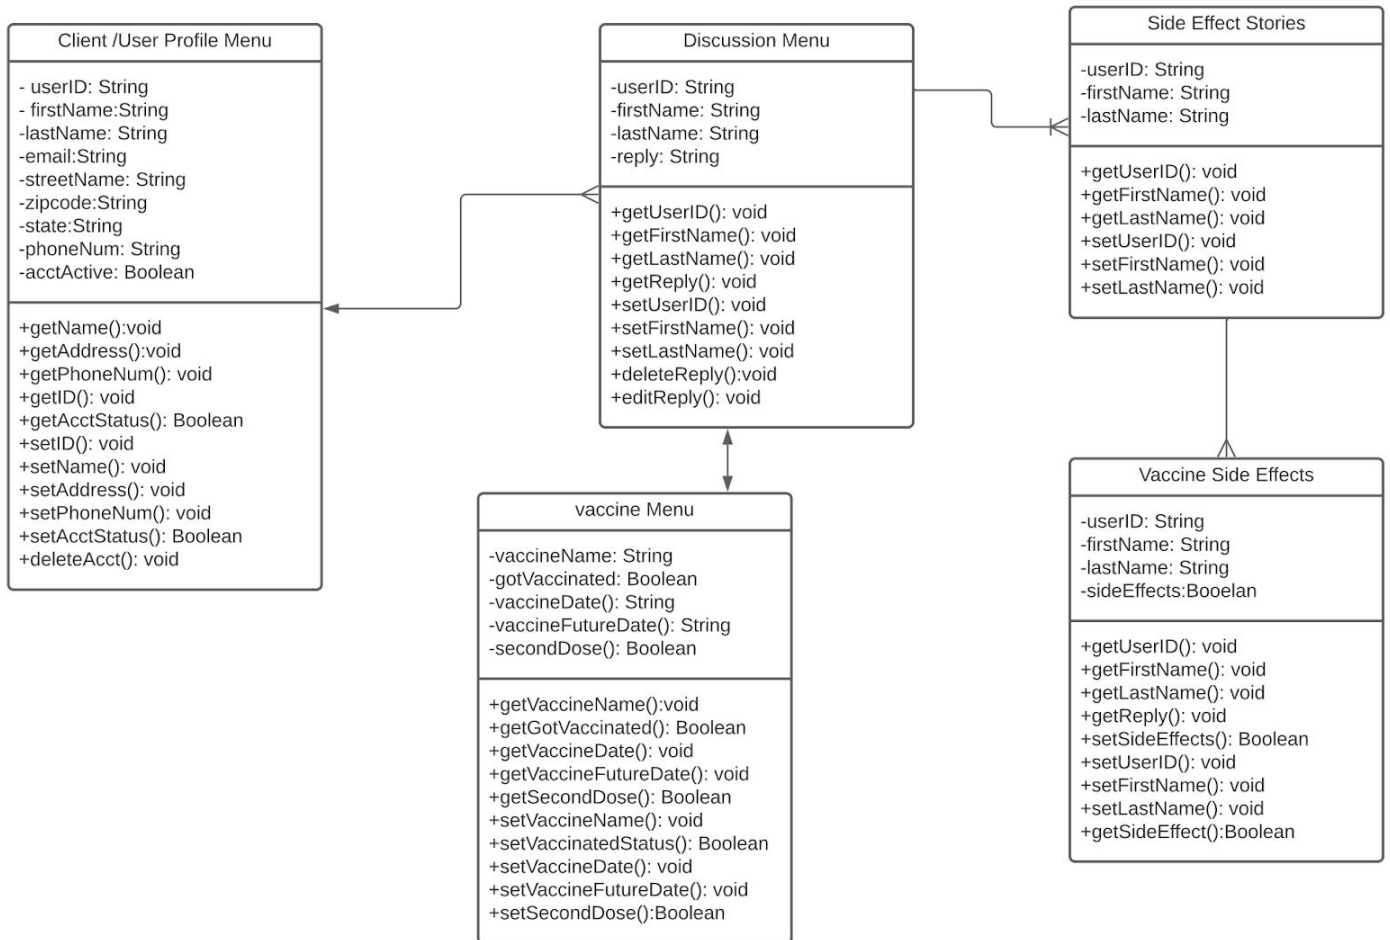 Client /User Profile Menu
- userID: String
- firstName:String
-lastName: String
-email:String
-streetName: String
-zipcode:String
-state:String
-phoneNum: String
-acctActive: Boolean
+getName():void
+getAddress():void
+getPhoneNum(): void
+getID(): void
+getAcctStatus(): Boolean
+setID(): void
+setName(): void
+setAddress(): void
+setPhoneNum(): void
+setAcctStatus(): Boolean
+deleteAcct(): void
Discussion Menu
-userID: String
-firstName: String
-lastName: String
-reply: String
+getUserID(): void
+getFirstName(): void
+getLastName(): void
+getReply(): void
+setUserID(): void
+setFirstName(): void
+setLastName(): void
+deleteReply():void
+editReply(): void
vaccine Menu
-vaccineName: String
-gotVaccinated: Boolean
-vaccineDate(): String
-vaccineFutureDate(): String
-secondDose(): Boolean
+getVaccineName():void
+getGotVaccinated(): Boolean
+getVaccineDate(): void
+getVaccineFutureDate(): void
+getSecondDose(): Boolean
+setVaccineName(): void
+setVaccinatedStatus(): Boolean
+setVaccineDate(): void
+setVaccineFutureDate(): void
+setSecondDose():Boolean
Side Effect Stories
-userID: String
-firstName: String
-lastName: String
+getUserID(): void
+getFirstName(): void
+getLastName(): void
+setUserID(): void
+setFirstName(): void
+setLastName(): void
Vaccine Side Effects
-userID: String
-firstName: String
-lastName: String
-sideEffects:Booelan
+getUserID(): void
+getFirstName(): void
+getLastName(): void
+getReply(): void
+setSideEffects(): Boolean
+setUserID(): void
+setFirstName(): void
+setLastName(): void
+getSideEffect():Boolean